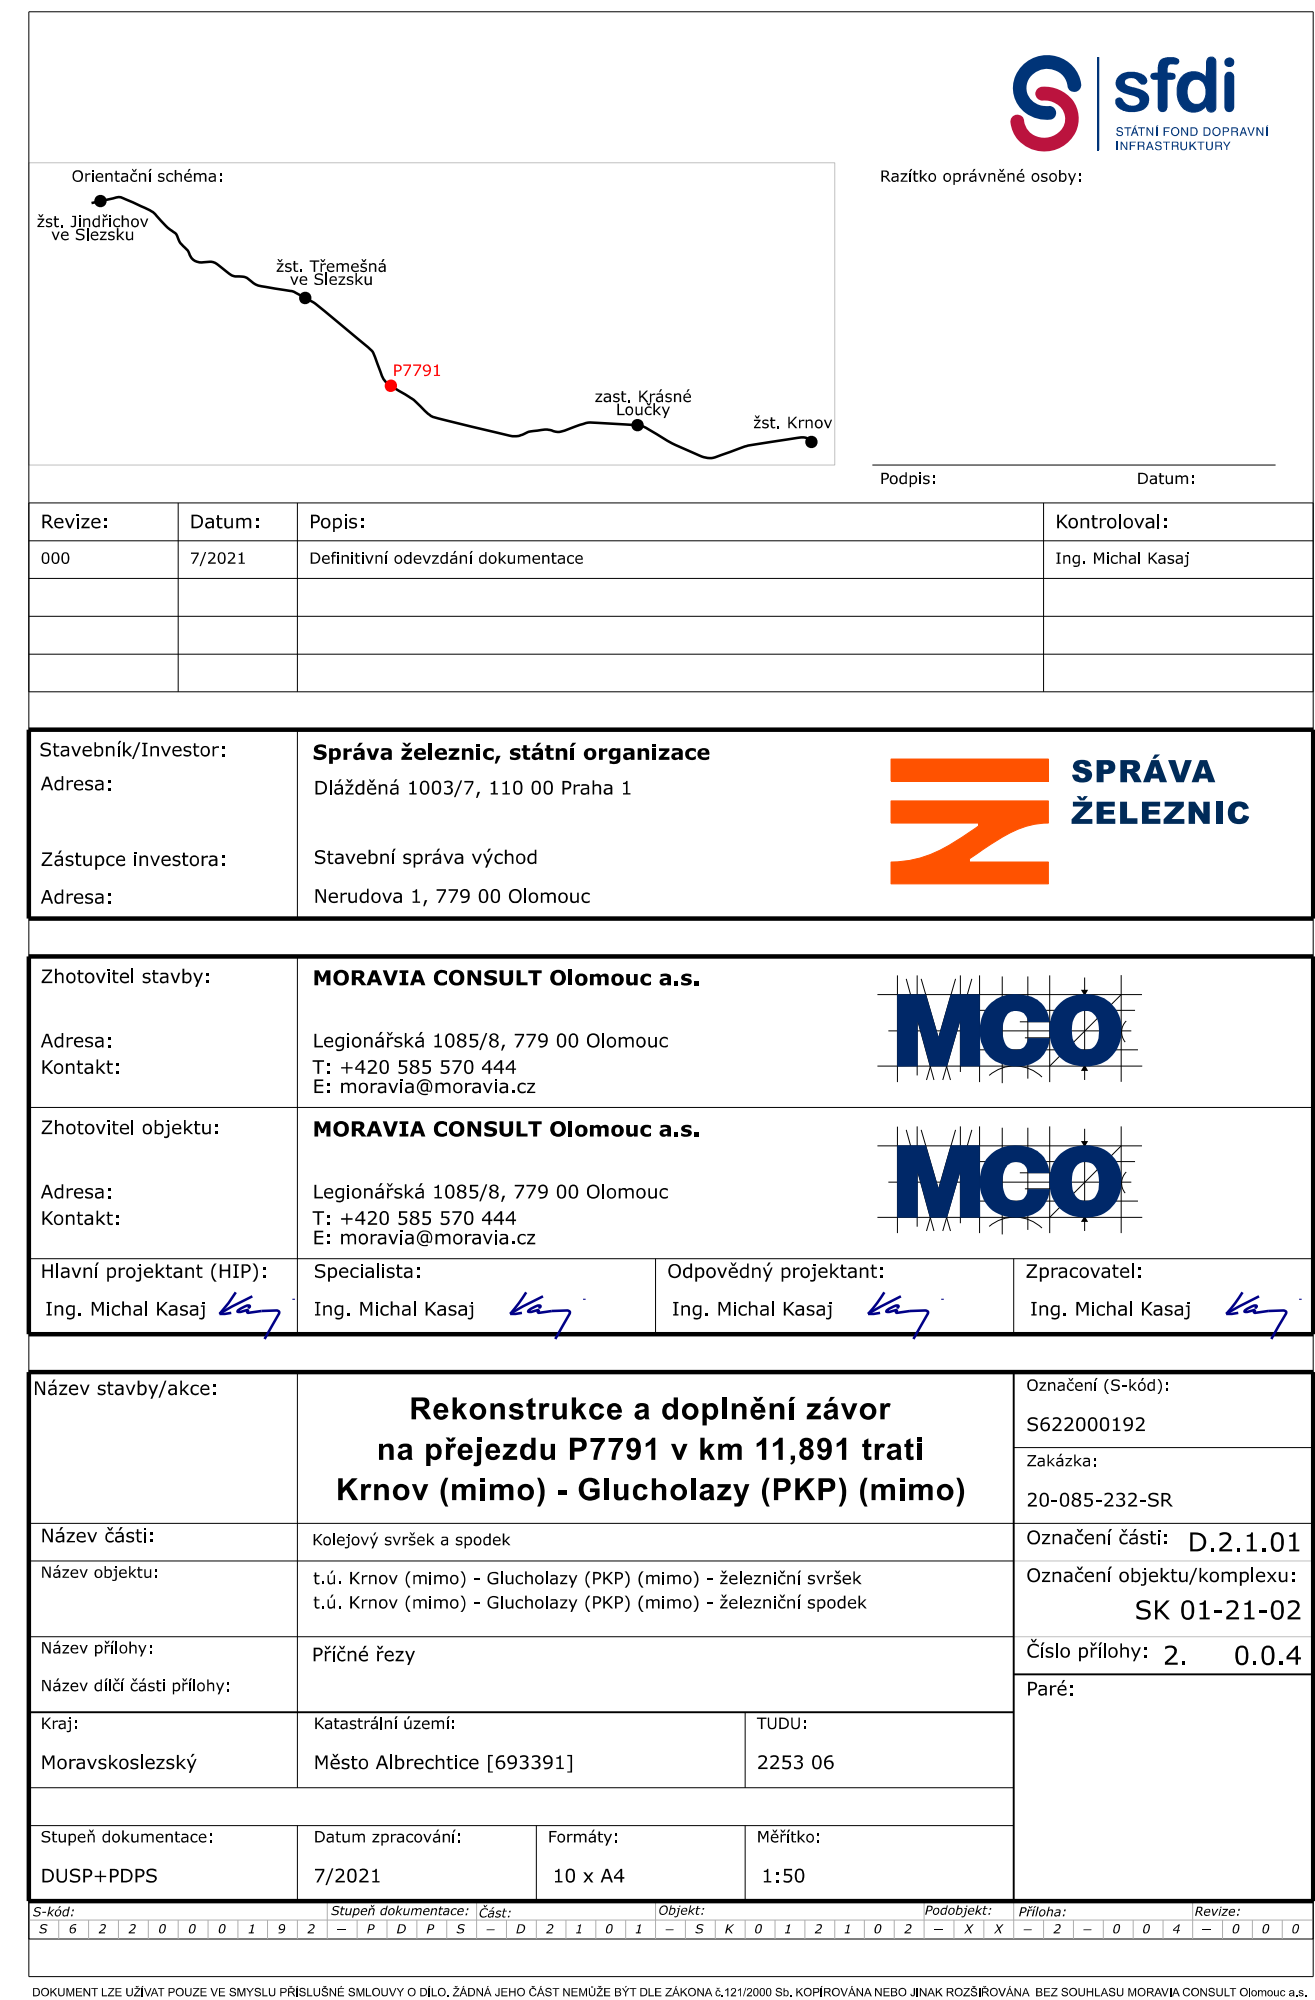 sfdi
STÁTNÍ FOND DOPRAVNÍ
INFRASTRUKTURY
Orientační schéma:
žst. Jindřichov
ve Slezsku
žst. Třemešná
ve Slezsku
P7791
zast. Krásné
Loučky
žst. Krnov
Razítko oprávněné osoby:
Podpis: Datum:
Revize: Datum: Popis: Kontroloval:
000 7/2021 Definitivní odevzdání dokumentace Ing. Michal Kasaj
Stavebník/Investor: Správa železnic, státní organizace
Adresa: Dlážděná 1003/7, 110 00 Praha 1
SPRÁVA
ŽELEZNIC
Zástupce investora: Stavební správa východ
Adresa: Nerudova 1, 779 00 Olomouc
Zhotovitel stavby: MORAVIA CONSULT Olomouc a.s.
MCO
Adresa: Legionářská 1085/8, 779 00 Olomouc
Kontakt: T: +420 585 570 444
E: moravia@moravia.cz
Zhotovitel objektu: MORAVIA CONSULT Olomouc a.s.
MCO
Adresa: Legionářská 1085/8, 779 00 Olomouc
Kontakt: T: +420 585 570 444
E: moravia@moravia.cz
Hlavní projektant (HIP): Specialista: Odpovědný projektant: Zpracovatel:
Ing. Michal Kasaj Ing. Michal Kasaj Ing. Michal Kasaj Ing. Michal Kasaj
Název stavby/akce:
Rekonstrukce a doplnění závor
na přejezdu P7791 v km 11,891 trati
Krnov (mimo) - Glucholazy (PKP) (mimo)
Označení (S-kód):
S622000192
Zakázka:
20-085-232-SR
Název části: Kolejový svršek a spodek
Označení části: D.2.1.01
Název objektu: t.ú. Krnov (mimo) - Glucholazy (PKP) (mimo) - železniční svršek
t.ú. Krnov (mimo) - Glucholazy (PKP) (mimo) - železniční spodek
Označení objektu/komplexu:
SK 01-21-02
Název přílohy: Příčné řezy
Číslo přílohy: 2. 0.0.4
Název dílčí části přílohy:
Paré:
Kraj: Katastrální území: TUDU:
Moravskoslezský Město Albrechtice [693391] 2253 06
Stupeň dokumentace: Datum zpracování: Formáty: Měřítko:
DUSP+PDPS 7/2021 10 x A4 1:50
S-kód: Stupeň dokumentace: Část: Objekt: Podobjekt: Příloha: Revize:
S 6 2 2 0 0 0 1 9 2 – P D P S – D 2 1 0 1 – S K 0 1 2 1 0 2 – X X – 2 – 0 0 4 – 0 0 0
DOKUMENT LZE UŽÍVAT POUZE VE SMYSLU PŘÍSLUŠNÉ SMLOUVY O DÍLO. ŽÁDNÁ JEHO ČÁST NEMŮŽE BÝT DLE ZÁKONA č.121/2000 Sb. KOPÍROVÁNA NEBO JINAK ROZŠIŘOVÁNA BEZ SOUHLASU MORAVIA CONSULT Olomouc a.s.